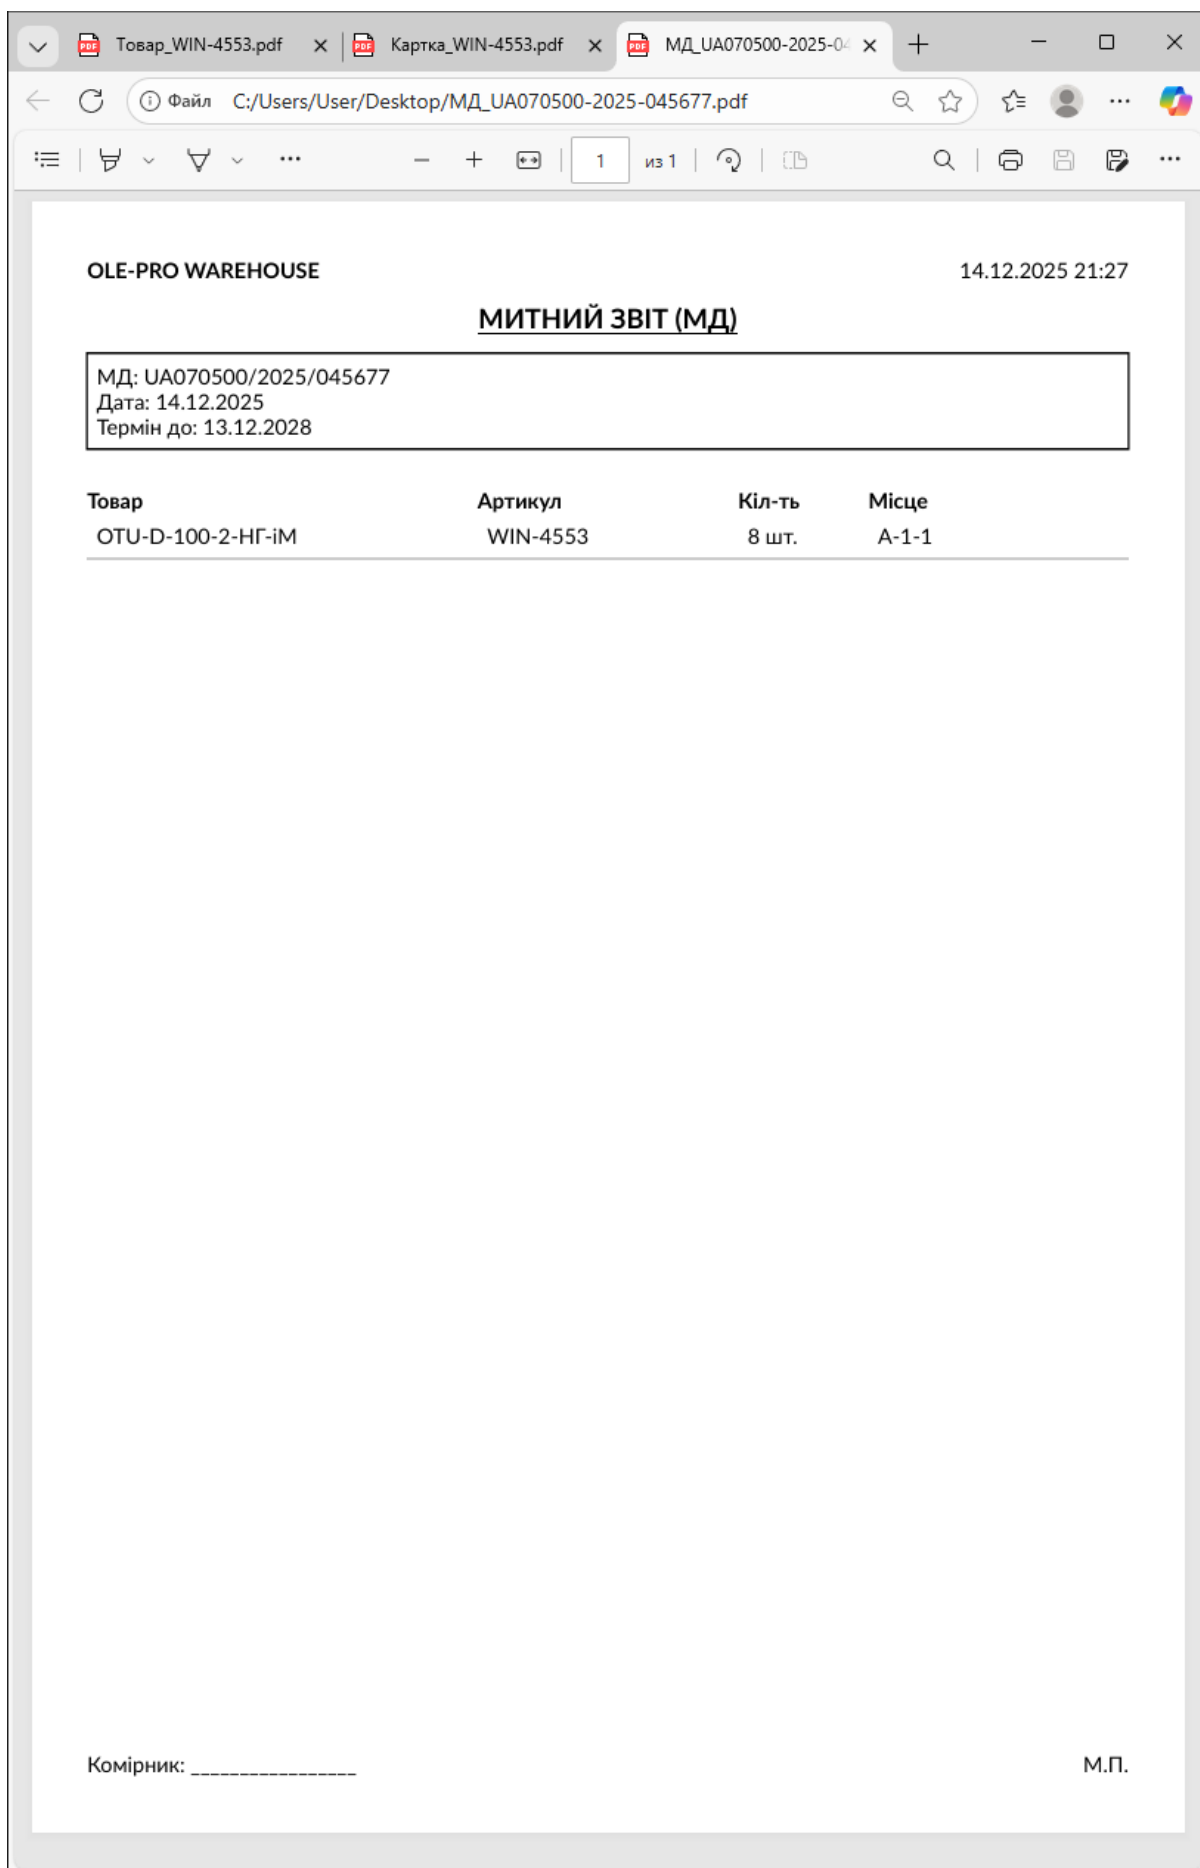 Товар_WIN-4553.pdf
Картка_WIN-4553.pdf
МД_UA070500-2025-04
Файл C:/Users/User/Desktop/МД_UA070500-2025-045677.pdf
1 из 1
OLE-PRO WAREHOUSE 14.12.2025 21:27
МИТНИЙ ЗВІТ (МД)
МД: UA070500/2025/045677
Дата: 14.12.2025
Термін до: 13.12.2028
Товар Артикул Кіл-ть Місце
OTU-D-100-2-НГ-іМ WIN-4553 8 шт. A-1-1
Комірник: _________________ М.П.